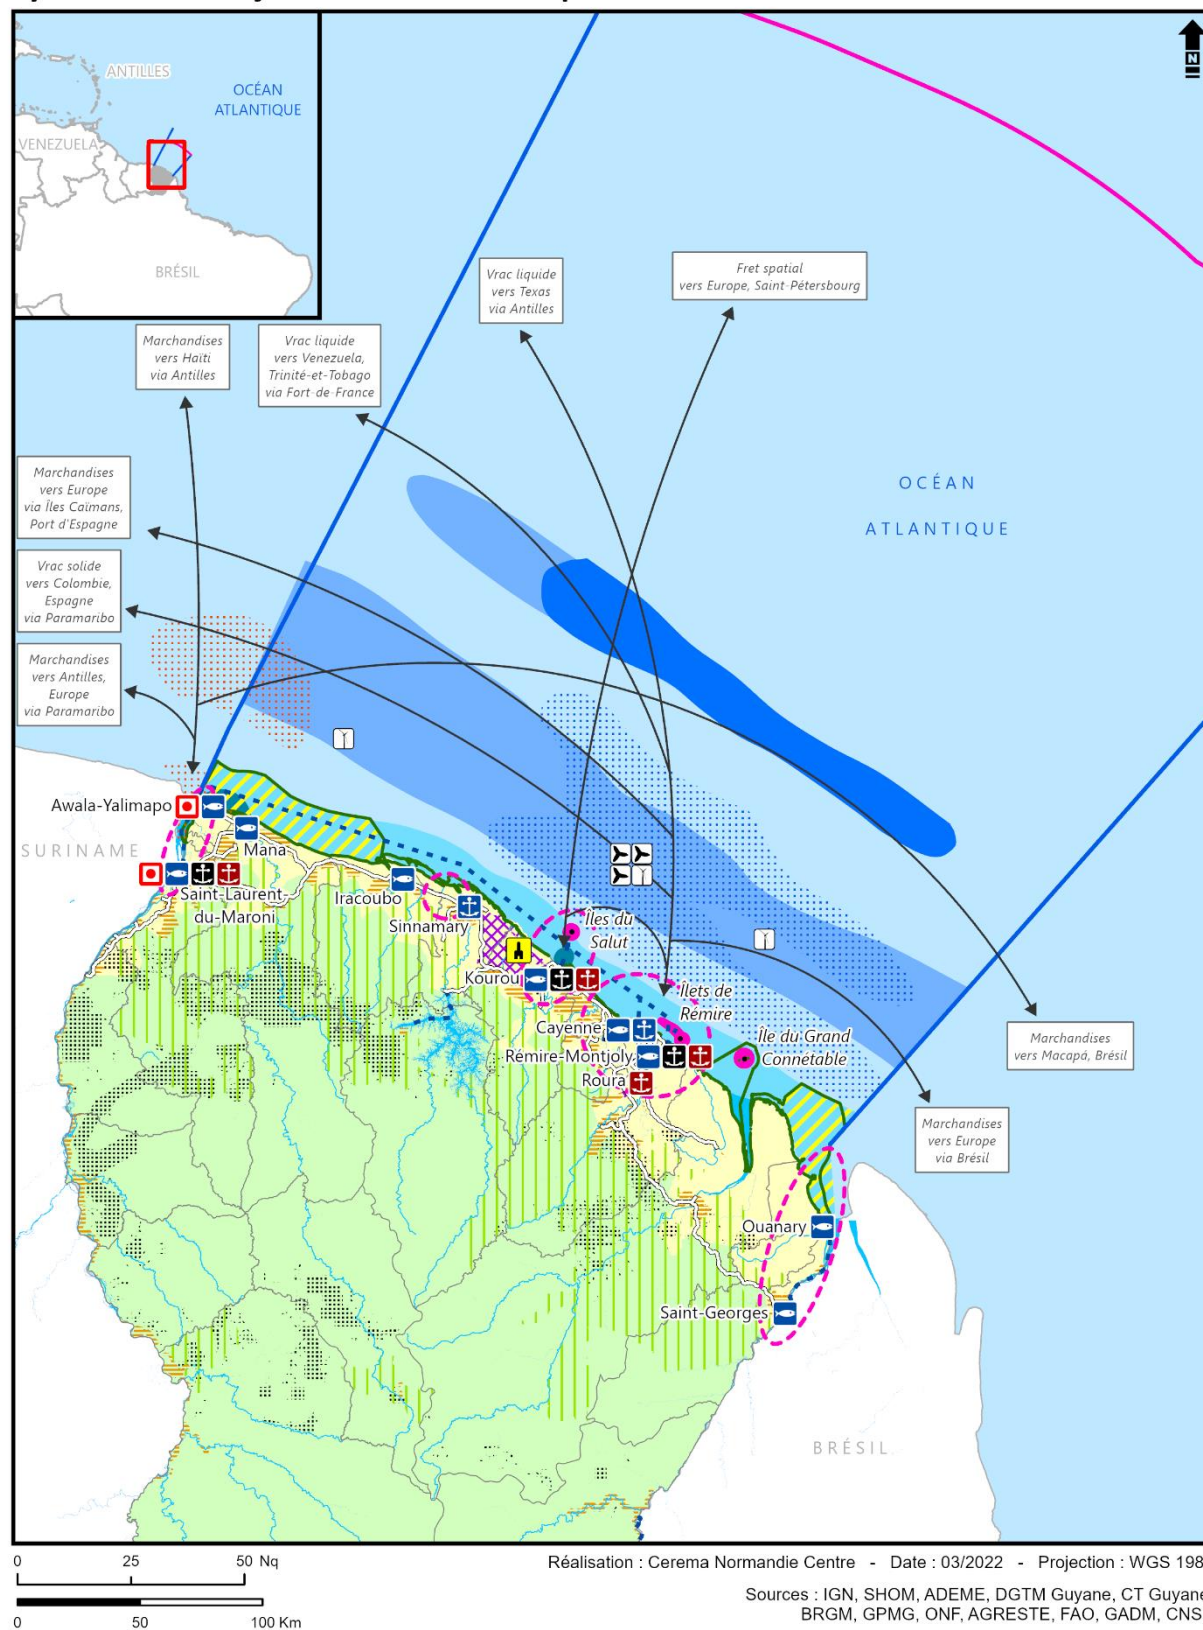 N
ANTILLES
OCÉAN
ATLANTIQUE
VENEZUELA
BRÉSIL
Vrac liquide
vers Texas
via Antilles
Fret spatial
vers Europe, Saint-Pétersbourg
Marchandises
vers Haïti
via Antilles
Vrac liquide
vers Venezuela,
Trinité-et-Tobago
via Fort-de-France
Marchandises
vers Europe
via Îles Caïmans,
Port d'Espagne
OCÉAN
ATLANTIQUE
Vrac solide
vers Colombie,
Espagne
via Paramaribo
Marchandises
vers Antilles,
Europe
via Paramaribo
Awala-Yalimapo
SURINAME
Mana
Saint-Laurent-
du-Maroni
Iracoubo
Sinnamary
Îles du
Salut
Kourou
Îlets de
Rémire
Cayenne
Rémire-Montjoly
Île du Grand
Connétable
Roura
Marchandises
vers Macapá, Brésil
Marchandises
vers Europe
via Brésil
Ouanary
Saint-Georges
BRÉSIL
0 25 50 Nq
0 50 100 Km
Réalisation : Cerema Normandie Centre - Date : 03/2022 - Projection : WGS 198
Sources : IGN, SHOM, ADEME, DGTM Guyane, CT Guyane
BRGM, GPMG, ONF, AGRESTE, FAO, GADM, CNS